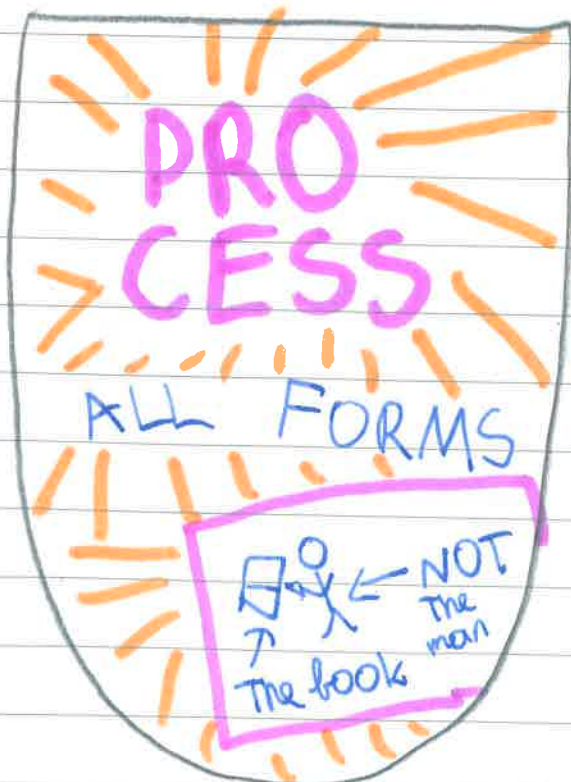 PRO
CESS
ALL FORMS
NOT
The
man
The book